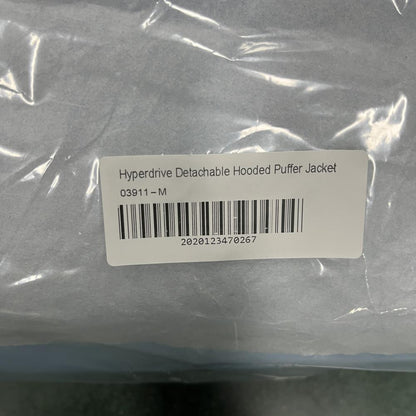 Hyperdrive Detachable Hooded Puffer Jacket
03911-M
2020123470267